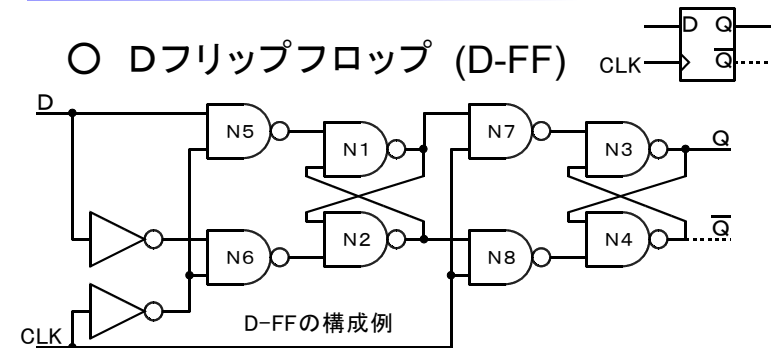 ○ Dフリップフロップ (D-FF)
D Q
CLK Q
D
N5
N1
N7
N3
Q
N6
N2
N8
N4
Q
D-FFの構成例
CLK